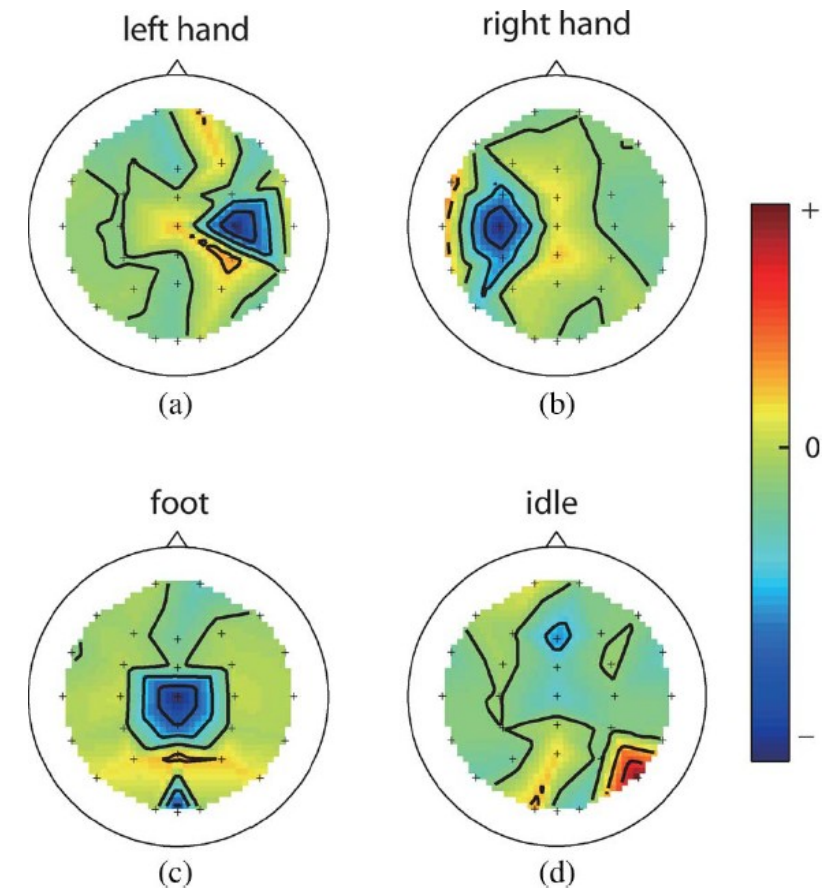 left hand
right hand
(a)
(b)
+
0
−
foot
idle
(c)
(d)